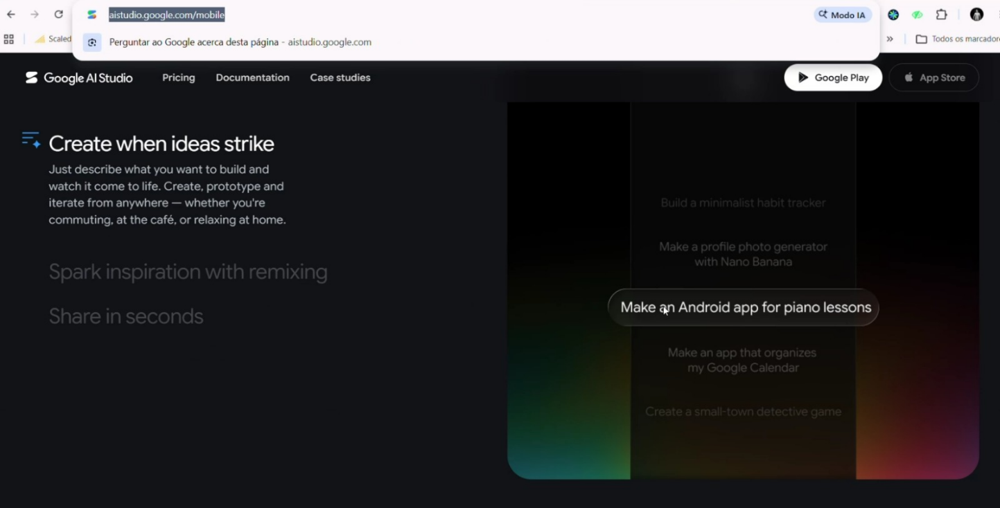 aistudio.google.com/mobile
Modo IA
Scaled
Perguntar ao Google acerca desta página - aistudio.google.com
»
Todos os marcador
Google AI Studio
Pricing
Documentation
Case studies
Google Play
App Store
Create when ideas strike
Just describe what you want to build and
watch it come to life. Create, prototype and
iterate from anywhere — whether you're
commuting, at the café, or relaxing at home.
Spark inspiration with remixing
Share in seconds
Build a minimalist habit tracker
Make a profile photo generator
with Nano Banana
Make an Android app for piano lessons
Make an app that organizes
my Google Calendar
Create a small-town detective game